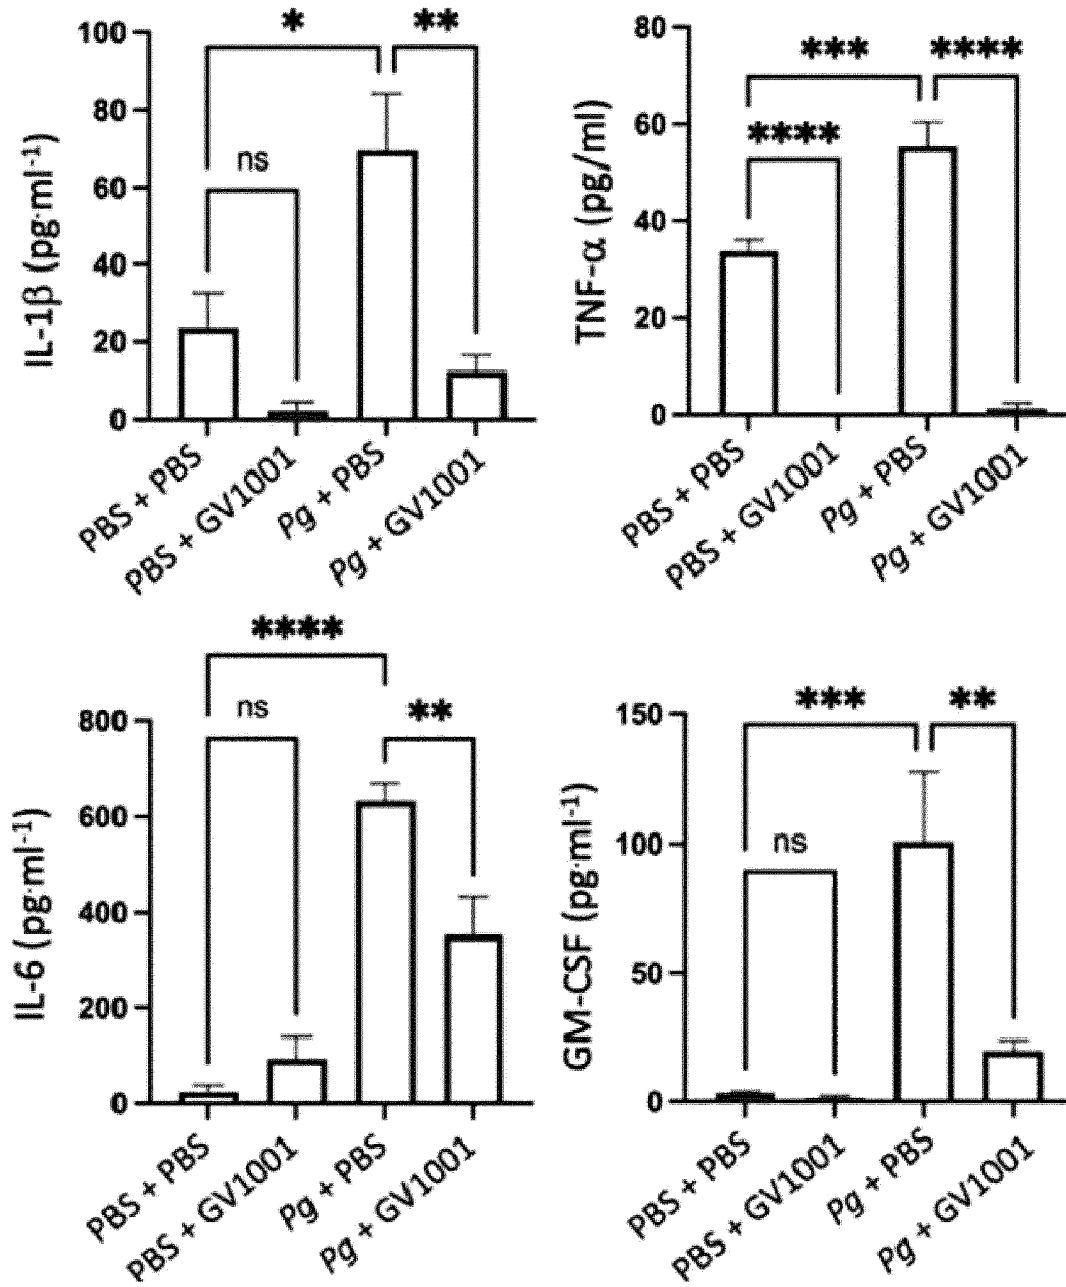 * **
100
80
60
40
20
0
ns
IL-1β (pg·ml⁻¹)
PBS + PBS
PBS + GV1001
Pg + PBS
Pg + GV1001
80
60
40
20
0
*** ****
****
TNF-α (pg/ml)
PBS + PBS
PBS + GV1001
Pg + PBS
Pg + GV1001
****
ns **
800
600
400
200
0
IL-6 (pg·ml⁻¹)
PBS + PBS
PBS + GV1001
Pg + PBS
Pg + GV1001
*** **
150
100
50
0
ns
GM-CSF (pg·ml⁻¹)
PBS + PBS
PBS + GV1001
Pg + PBS
Pg + GV1001